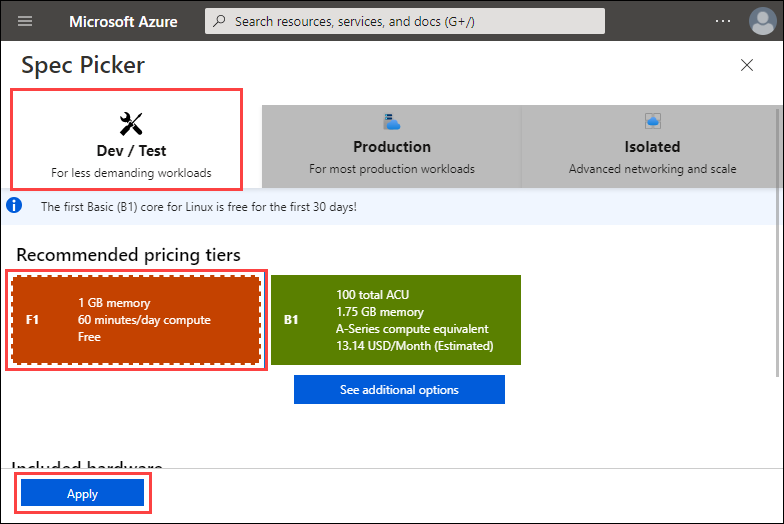 Microsoft Azure
Search resources, services, and docs (G+/)
Spec Picker
Dev / Test
For less demanding workloads
Production
For most production workloads
Isolated
Advanced networking and scale
The first Basic (B1) core for Linux is free for the first 30 days!
Recommended pricing tiers
F1
1 GB memory
60 minutes/day compute
Free
B1
100 total ACU
1.75 GB memory
A-Series compute equivalent
13.14 USD/Month (Estimated)
See additional options
Included hardware
Apply